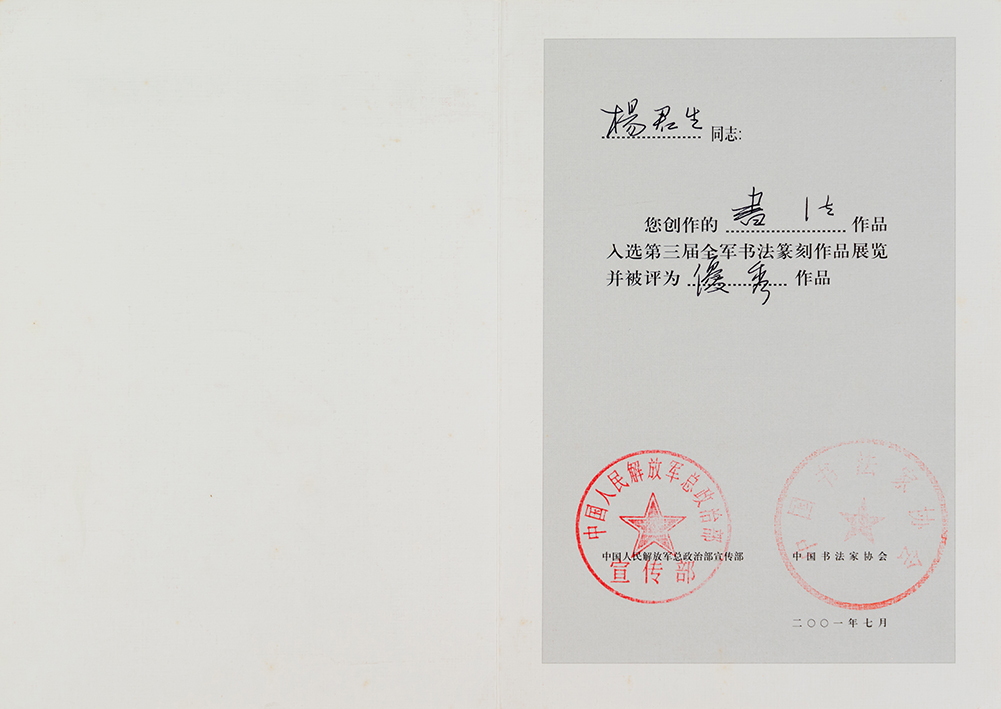 楊君生同志:
您创作的書法作品
入选第三届全军书法篆刻作品展览
并被评为優秀作品
中国人民解放军总政治部
宣传部
中国书法家协会
中国人民解放军总政治部宣传部
中国书法家协会
二〇〇一年七月